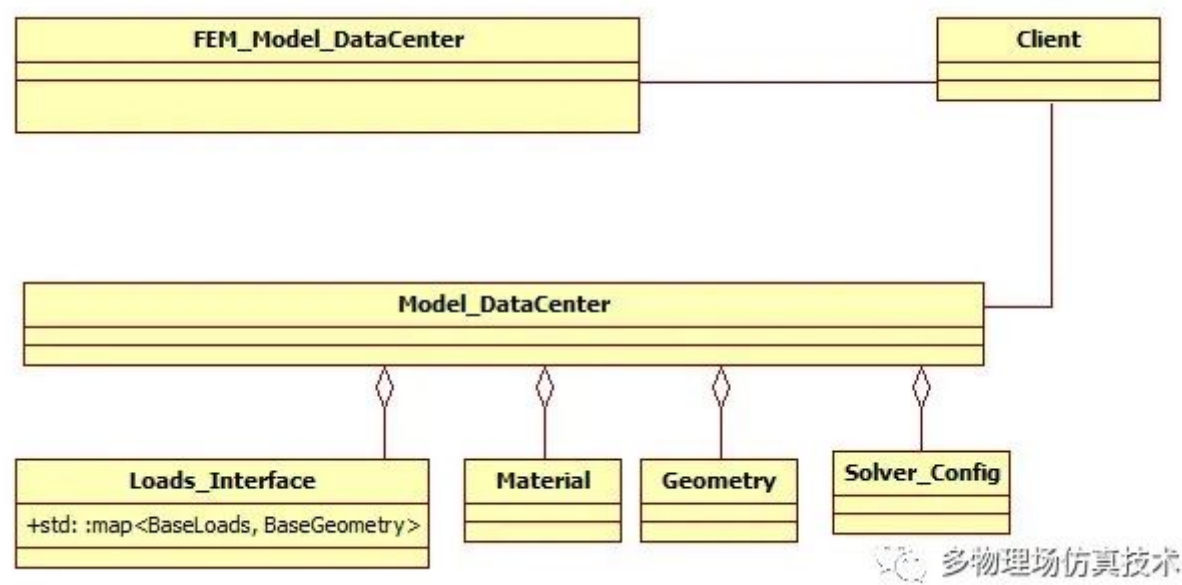 FEM_Model_DataCenter
Client
Model_DataCenter
Loads_Interface
+std: :map<BaseLoads, BaseGeometry>
Material
Geometry
Solver_Config
多物理场仿真技术